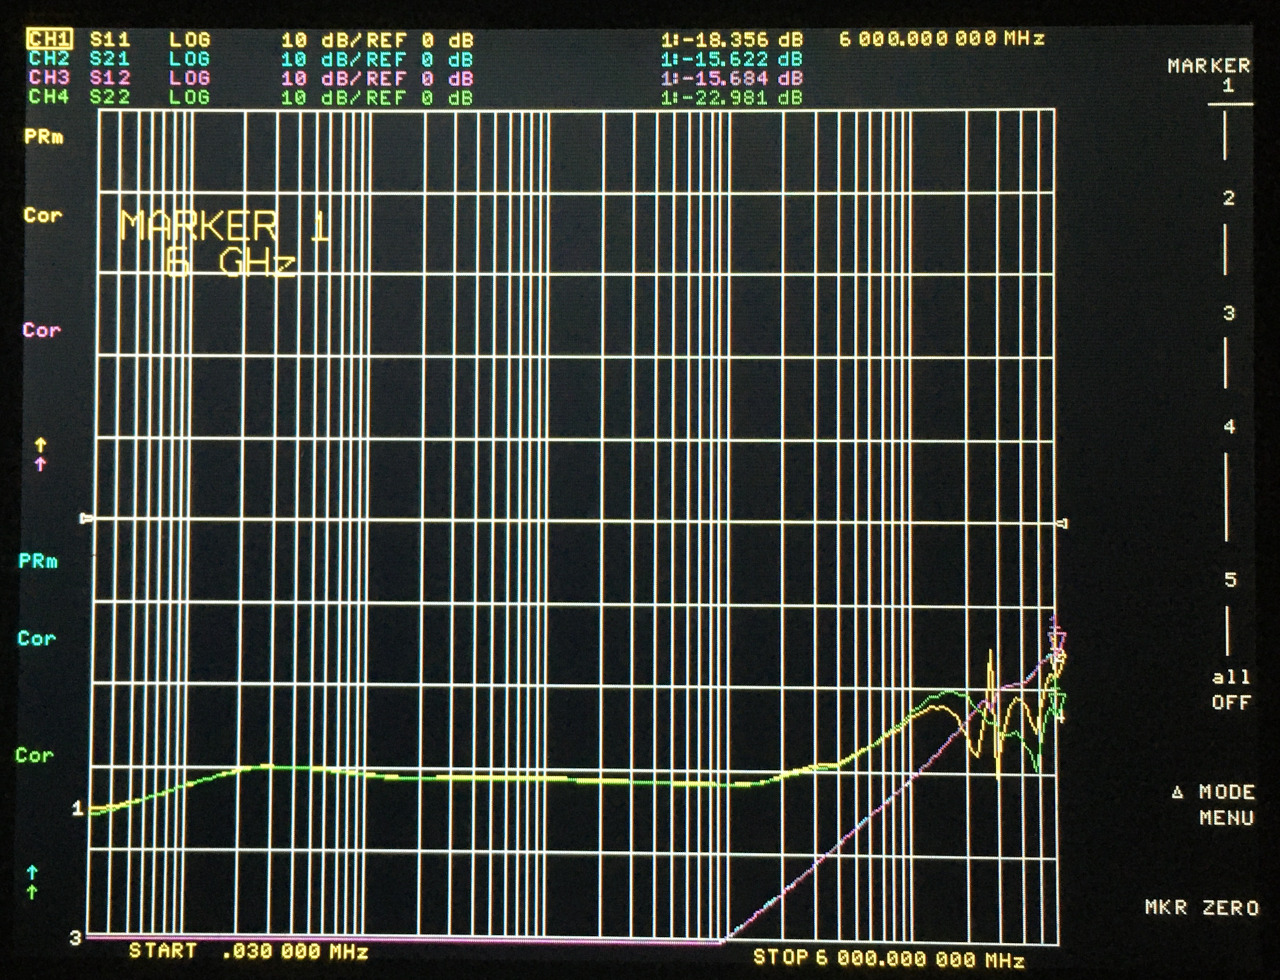 CH1 S11 LOG 10 dB/REF 0 dB 1:-18.356 dB 6 000.000 000 MHz
CH2 S21 LOG 10 dB/REF 0 dB 1:-15.622 dB
CH3 S12 LOG 10 dB/REF 0 dB 1:-15.684 dB
CH4 S22 LOG 10 dB/REF 0 dB 1:-22.981 dB
MARKER
1
PRm
Cor
MARKER 1
6 GHz
2
3
Cor
↑
↑
4
PRm
5
Cor
all
OFF
4
Cor
Δ MODE
MENU
1
↑
↑
MKR ZERO
3
START .030 000 MHz STOP 6 000.000 000 MHz